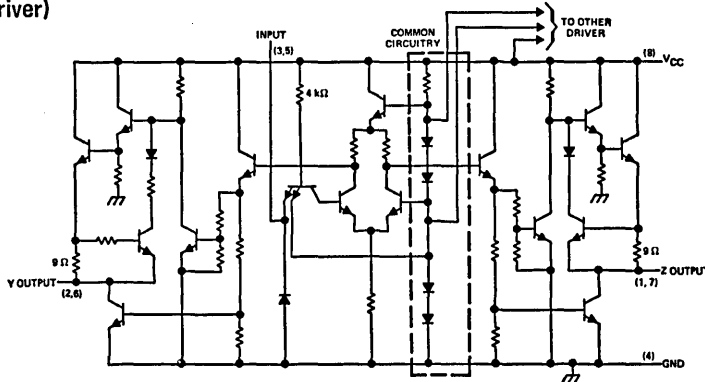 river)
INPUT
(3,5)
COMMON
CIRCUITRY
TO OTHER
DRIVER
(8)
VCC
4 kΩ
9 Ω
Y OUTPUT
(2,6)
9 Ω
Z OUTPUT
(1, 7)
(4)
GND